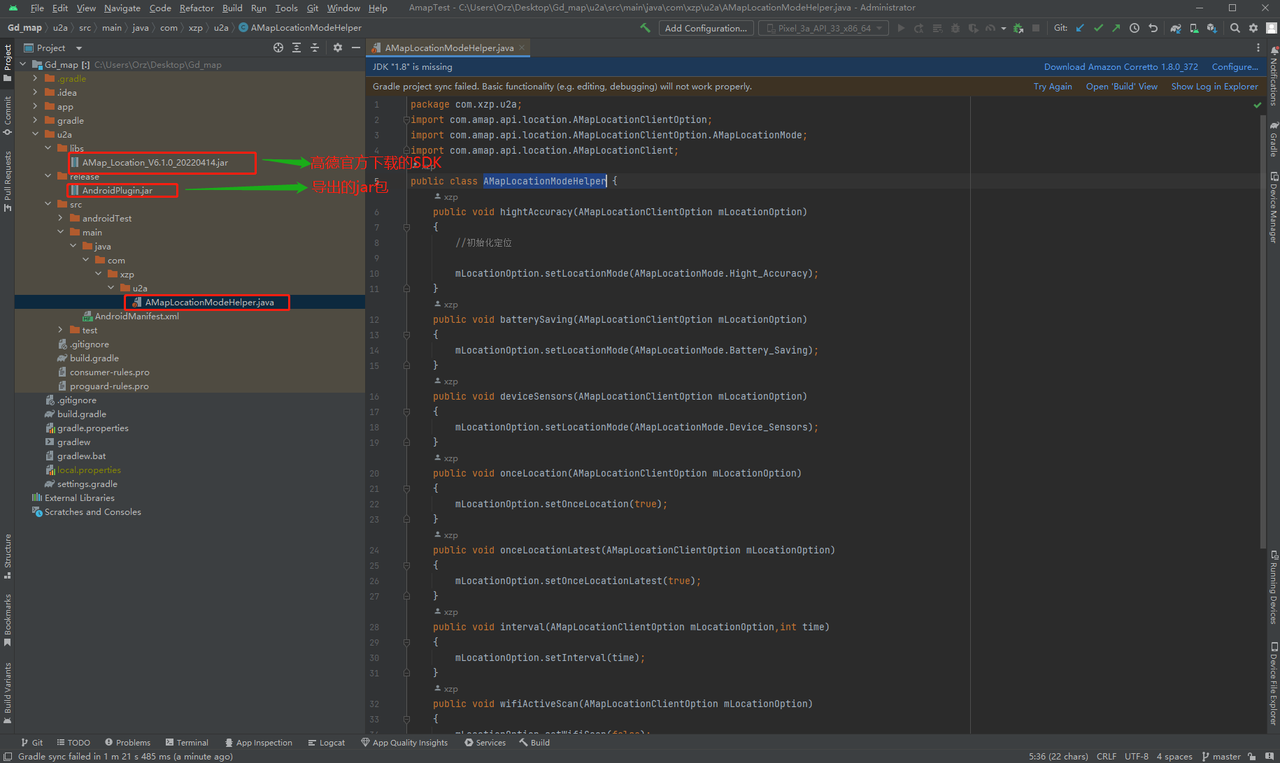 File Edit View Navigate Code Refactor Build Run Tools Git Window Help AmapTest - C:\Users\Orz\Desktop\Gd_map\u2a\src\main\java\com\xzp\u2a\AMapLocationModeHelper.java - Administrator
Gd_map u2a src main java com xzp u2a AMapLocationModeHelper Add Configuration... Pixel_3a_API_33_x86_64 Git:
Project AMapLocationModeHelper.java
Gd_map [:] C:\Users\Orz\Desktop\Gd_map
.gradle
.idea
app
gradle
u2a
libs
AMap_Location_V6.1.0_20220414.jar
高德官方下载的SDK
release
AndroidPlugin.jar
导出的jar包
src
androidTest
main
java
com
xzp
u2a
AMapLocationModeHelper.java
AndroidManifest.xml
test
.gitignore
build.gradle
consumer-rules.pro
proguard-rules.pro
.gitignore
build.gradle
gradle.properties
gradlew
gradlew.bat
local.properties
settings.gradle
External Libraries
Scratches and Consoles
JDK "1.8" is missing Download Amazon Corretto 1.8.0_372 Configure...
Gradle project sync failed. Basic functionality (e.g. editing, debugging) will not work properly. Try Again Open 'Build' View Show Log in Explorer
1 package com.xzp.u2a;
2 import com.amap.api.location.AMapLocationClientOption;
3 import com.amap.api.location.AMapLocationClientOption.AMapLocationMode;
4 import com.amap.api.location.AMapLocationClient;
5 public class AMapLocationModeHelper {
xzp
6 public void hightAccuracy(AMapLocationClientOption mLocationOption)
7 {
8 //初始化定位
9
10 mLocationOption.setLocationMode(AMapLocationMode.Hight_Accuracy);
11 }
xzp
12 public void batterySaving(AMapLocationClientOption mLocationOption)
13 {
14 mLocationOption.setLocationMode(AMapLocationMode.Battery_Saving);
15 }
xzp
16 public void deviceSensors(AMapLocationClientOption mLocationOption)
17 {
18 mLocationOption.setLocationMode(AMapLocationMode.Device_Sensors);
19 }
xzp
20 public void onceLocation(AMapLocationClientOption mLocationOption)
21 {
22 mLocationOption.setOnceLocation(true);
23 }
xzp
24 public void onceLocationLatest(AMapLocationClientOption mLocationOption)
25 {
26 mLocationOption.setOnceLocationLatest(true);
27 }
xzp
28 public void interval(AMapLocationClientOption mLocationOption,int time)
29 {
30 mLocationOption.setInterval(time);
31 }
xzp
32 public void wifiActiveScan(AMapLocationClientOption mLocationOption)
33 {
Project
Commit
Pull Requests
Structure
Bookmarks
Build Variants
Notifications
Gradle
Device Manager
Running Devices
Device File Explorer
Git TODO Problems Terminal App Inspection Logcat App Quality Insights Services Build
Gradle sync failed in 1 m 21 s 485 ms (a minute ago) 5:36 (22 chars) CRLF UTF-8 4 spaces master